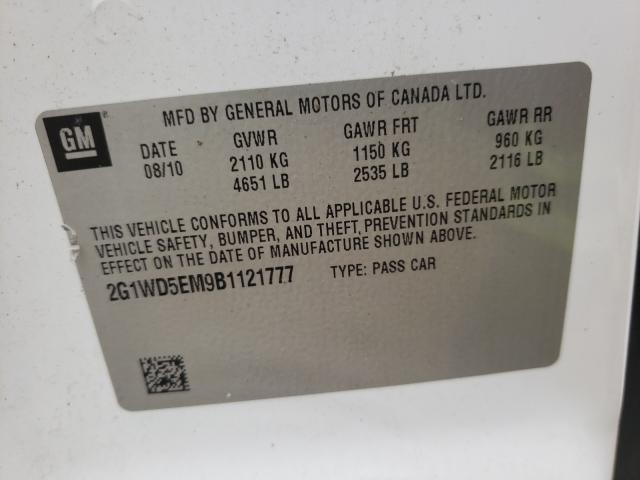 GM
MFD BY GENERAL MOTORS OF CANADA LTD.
DATE GVWR GAWR FRT GAWR RR
08/10 2110 KG 1150 KG 960 KG
4651 LB 2535 LB 2116 LB
THIS VEHICLE CONFORMS TO ALL APPLICABLE U.S. FEDERAL MOTOR
VEHICLE SAFETY, BUMPER, AND THEFT PREVENTION STANDARDS IN
EFFECT ON THE DATE OF MANUFACTURE SHOWN ABOVE.
2G1WD5EM9B1121777 TYPE: PASS CAR